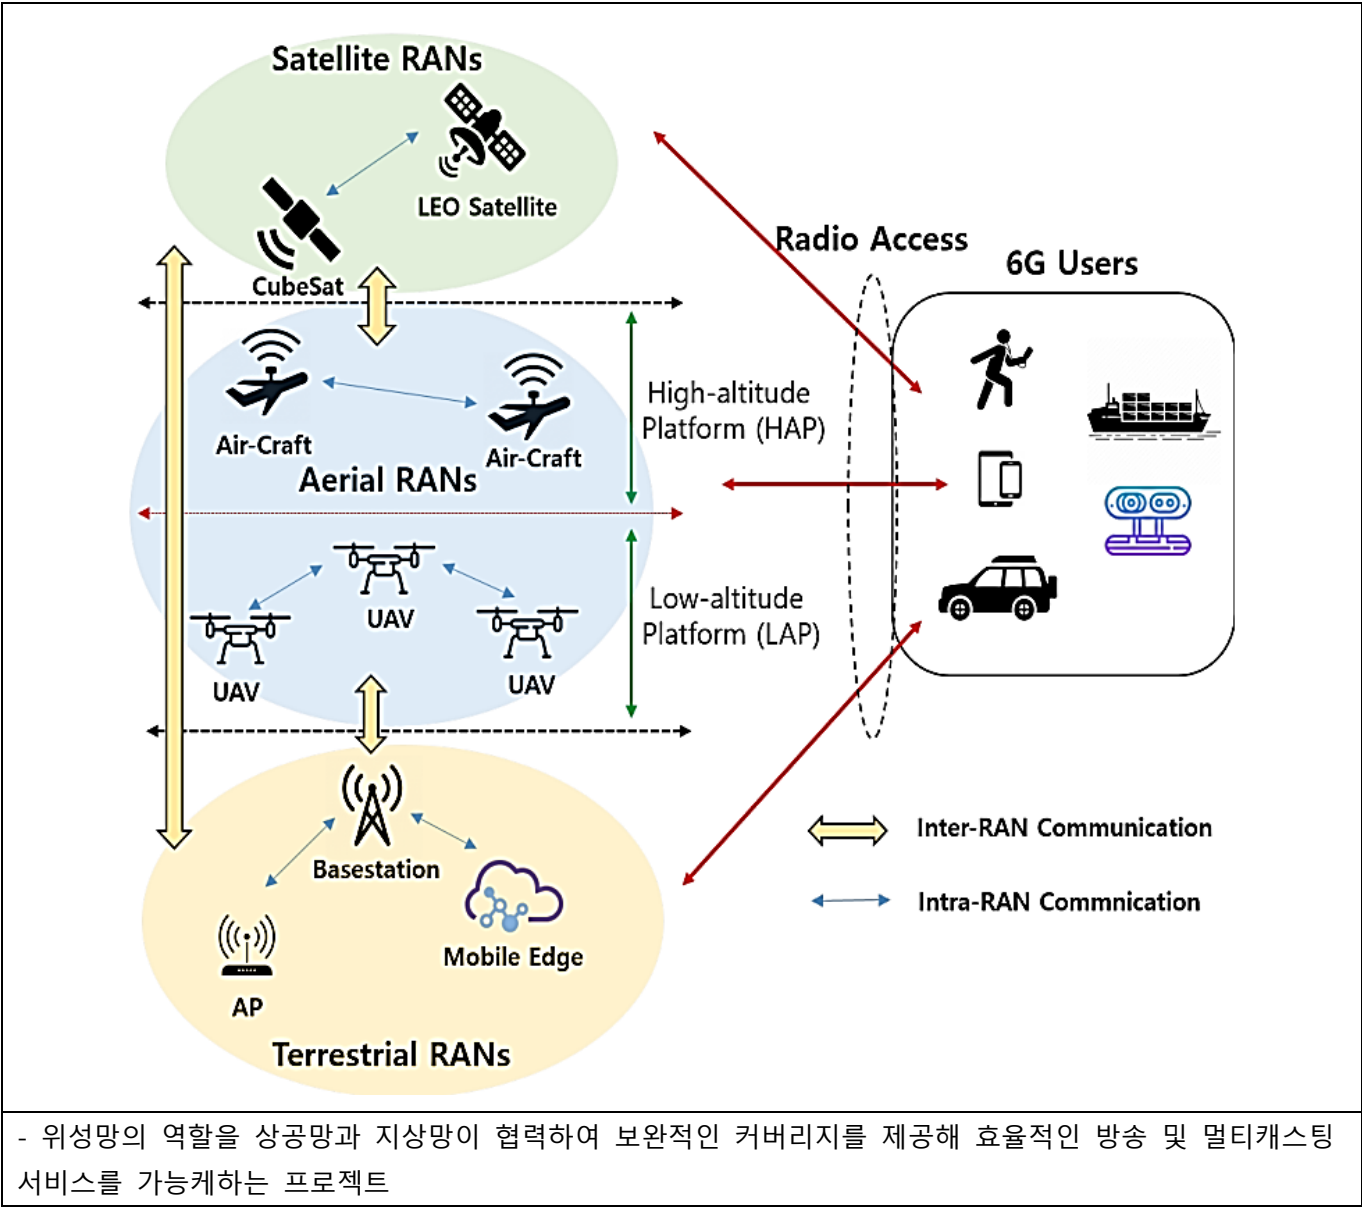 Satellite RANs
LEO Satellite
CubeSat
Radio Access
6G Users
Air-Craft
Air-Craft
Aerial RANs
High-altitude
Platform (HAP)
UAV
UAV
UAV
Low-altitude
Platform (LAP)
Basestation
Mobile Edge
AP
Terrestrial RANs
Inter-RAN Communication
Intra-RAN Commnication
- 위성망의 역할을 상공망과 지상망이 협력하여 보완적인 커버리지를 제공해 효율적인 방송 및 멀티캐스팅
서비스를 가능케하는 프로젝트